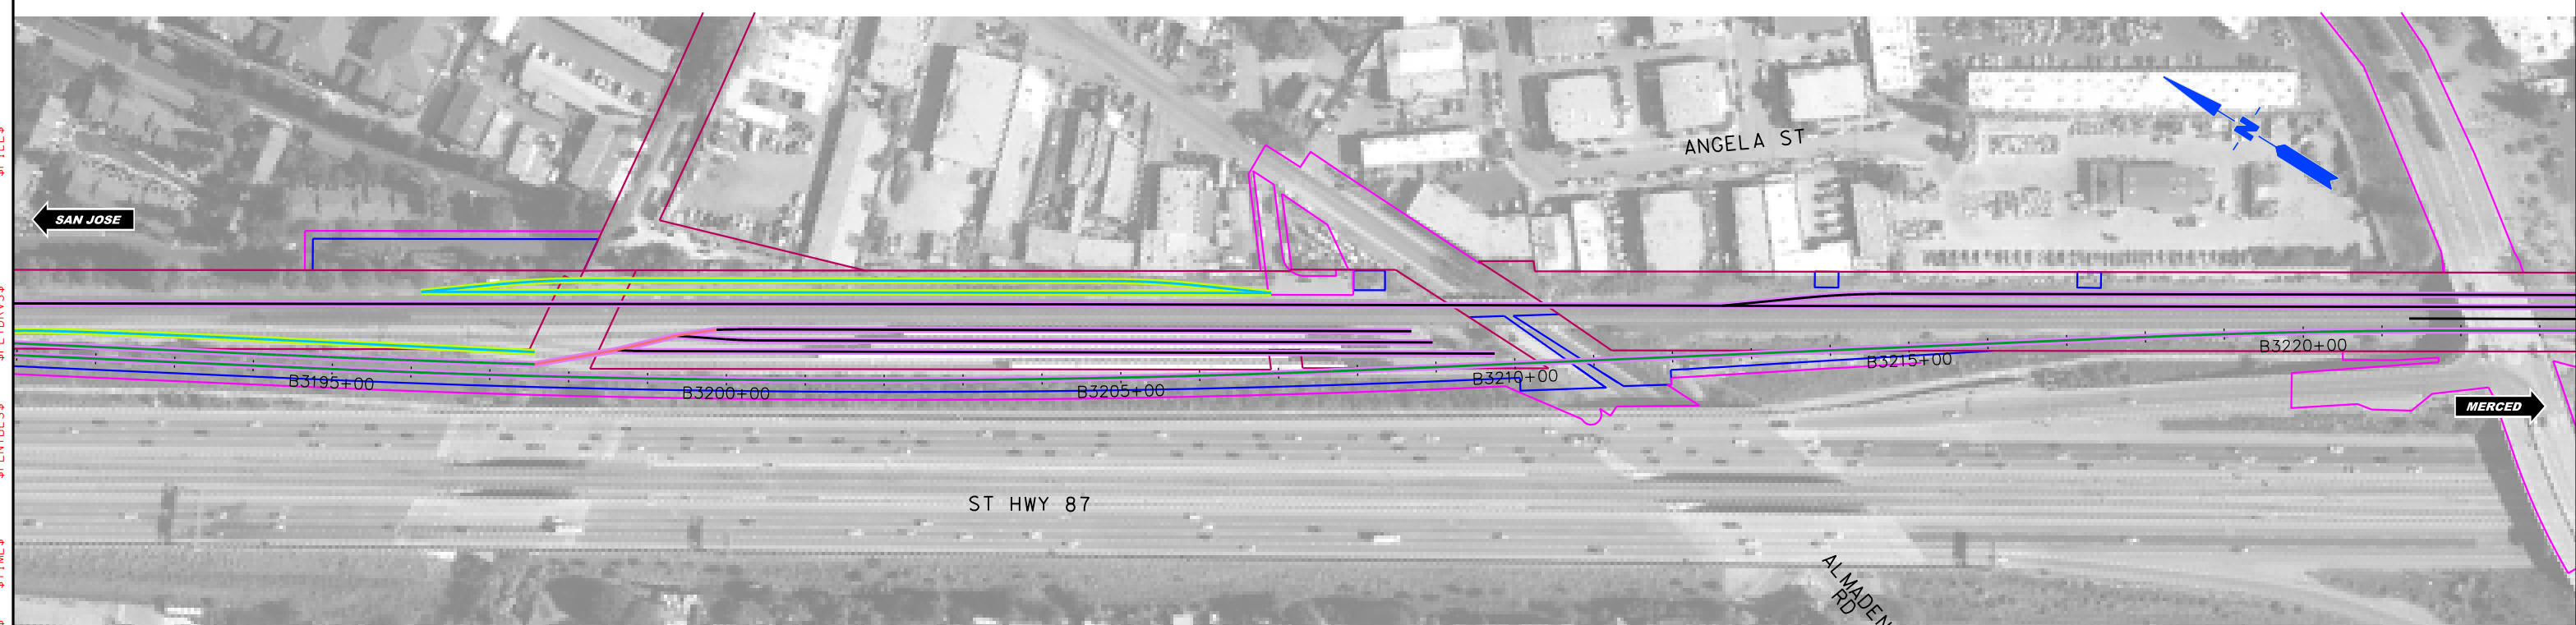 ANGELA ST
N
SAN JOSE
B3195+00
B3200+00
B3205+00
B3210+00
B3215+00
B3220+00
MERCED
ST HWY 87
ALMADEN
RD
$TIME$